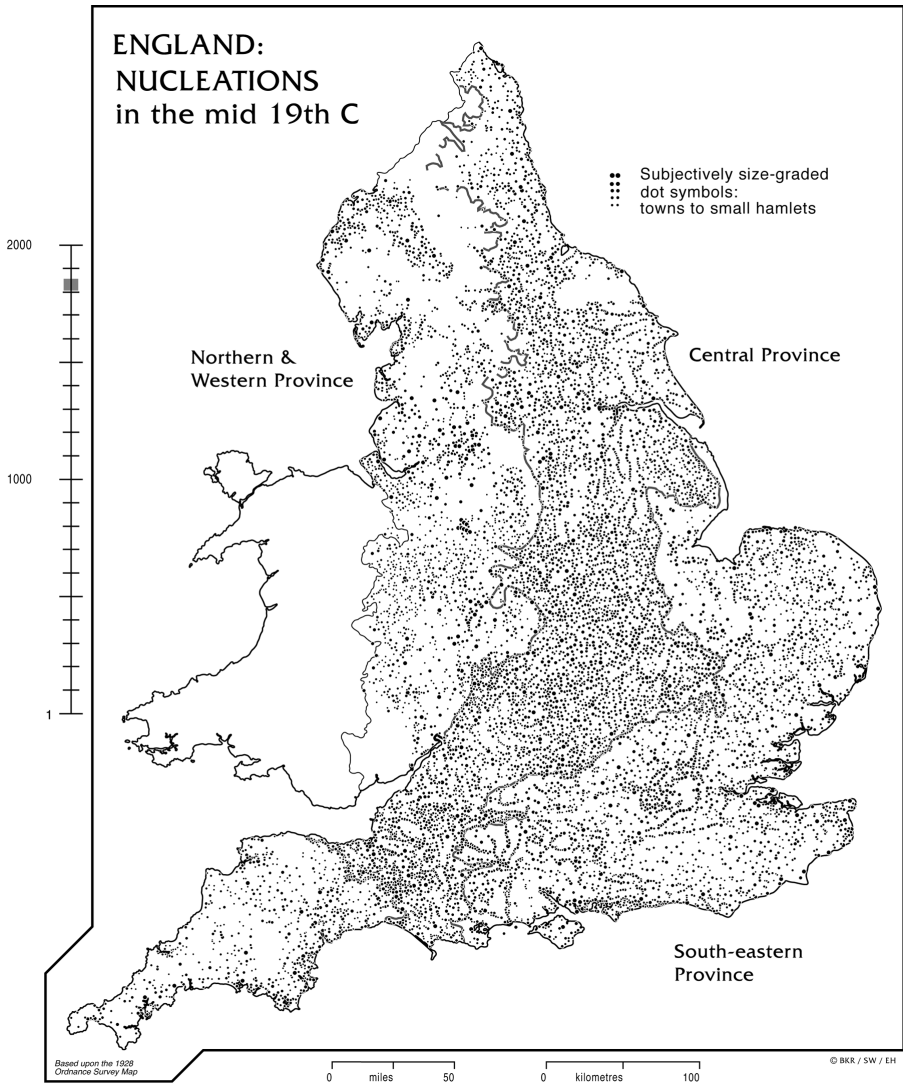 ENGLAND:
NUCLEATIONS
in the mid 19th C
Subjectively size-graded
dot symbols:
towns to small hamlets
2000
Northern &
Western Province
Central Province
1000
1
South-eastern
Province
Based upon the 1928
Ordnance Survey Map
0 miles 50
0 kilometres 100
© BKR / SW / EH